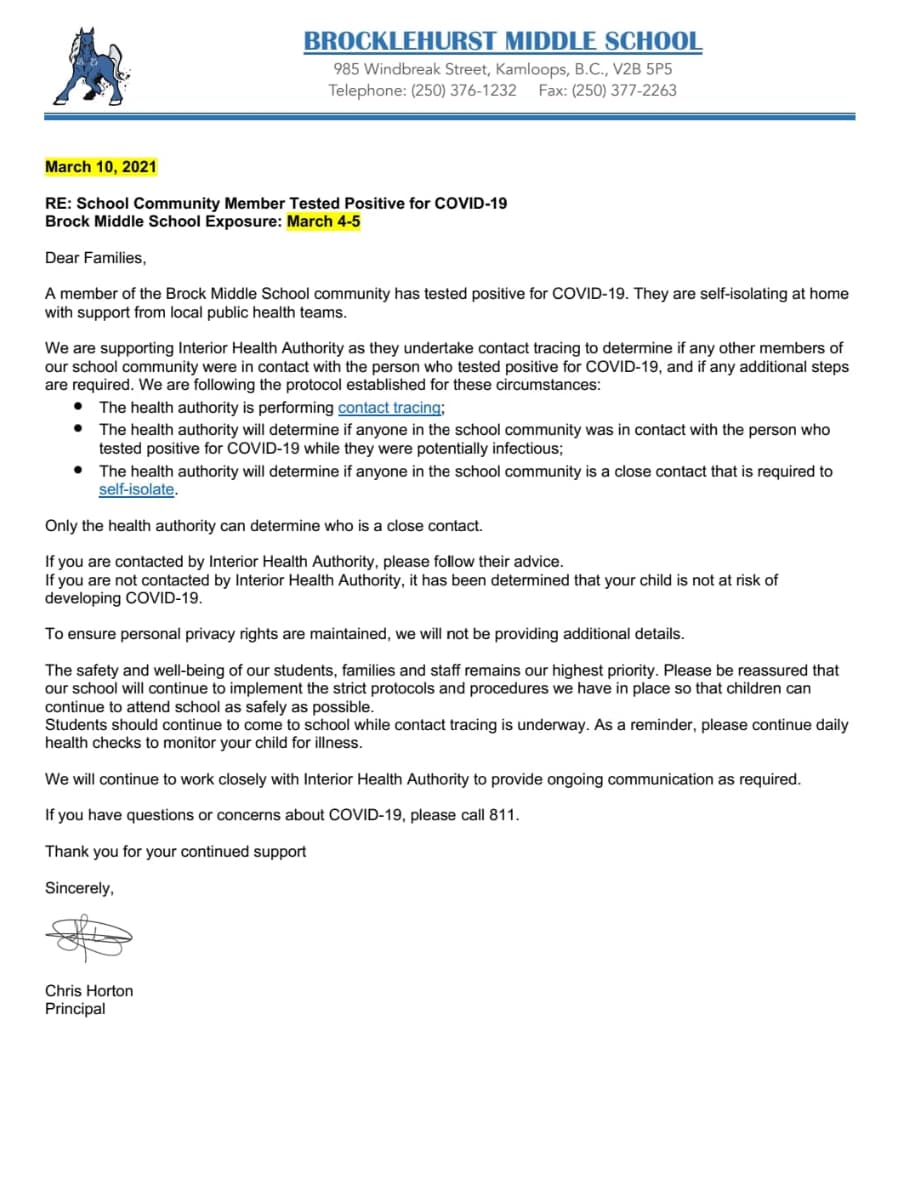 BROCKLEHURST MIDDLE SCHOOL
985 Windbreak Street, Kamloops, B.C., V2B 5P5
Telephone: (250) 376-1232 Fax: (250) 377-2263
March 10, 2021
RE: School Community Member Tested Positive for COVID-19
Brock Middle School Exposure: March 4-5
Dear Families,
A member of the Brock Middle School community has tested positive for COVID-19. They are self-isolating at home
with support from local public health teams.
We are supporting Interior Health Authority as they undertake contact tracing to determine if any other members of
our school community were in contact with the person who tested positive for COVID-19, and if any additional steps
are required. We are following the protocol established for these circumstances:
• The health authority is performing contact tracing;
• The health authority will determine if anyone in the school community was in contact with the person who
tested positive for COVID-19 while they were potentially infectious;
• The health authority will determine if anyone in the school community is a close contact that is required to
self-isolate.
Only the health authority can determine who is a close contact.
If you are contacted by Interior Health Authority, please follow their advice.
If you are not contacted by Interior Health Authority, it has been determined that your child is not at risk of
developing COVID-19.
To ensure personal privacy rights are maintained, we will not be providing additional details.
The safety and well-being of our students, families and staff remains our highest priority. Please be reassured that
our school will continue to implement the strict protocols and procedures we have in place so that children can
continue to attend school as safely as possible.
Students should continue to come to school while contact tracing is underway. As a reminder, please continue daily
health checks to monitor your child for illness.
We will continue to work closely with Interior Health Authority to provide ongoing communication as required.
If you have questions or concerns about COVID-19, please call 811.
Thank you for your continued support
Sincerely,
Chris Horton
Principal